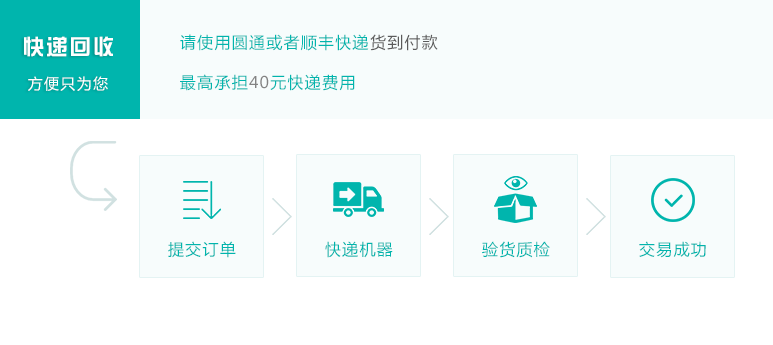 快递回收
方便只为您
请使用圆通或者顺丰快递货到付款
最高承担40元快递费用
提交订单
快递机器
验货质检
交易成功